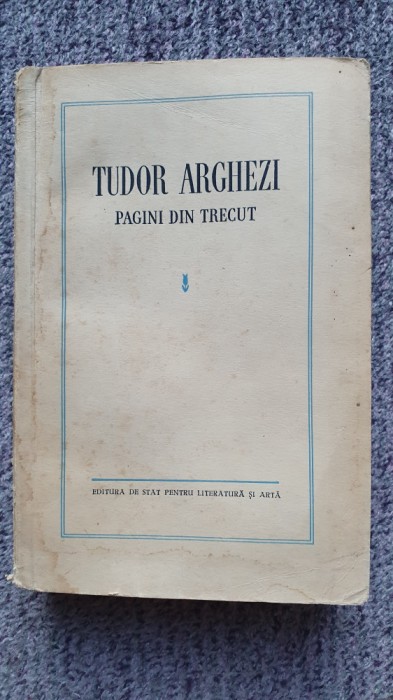 TUDOR ARGHEZI
PAGINI DIN TRECUT
EDITURA DE STAT PENTRU LITERATURĂ ȘI ARTĂ